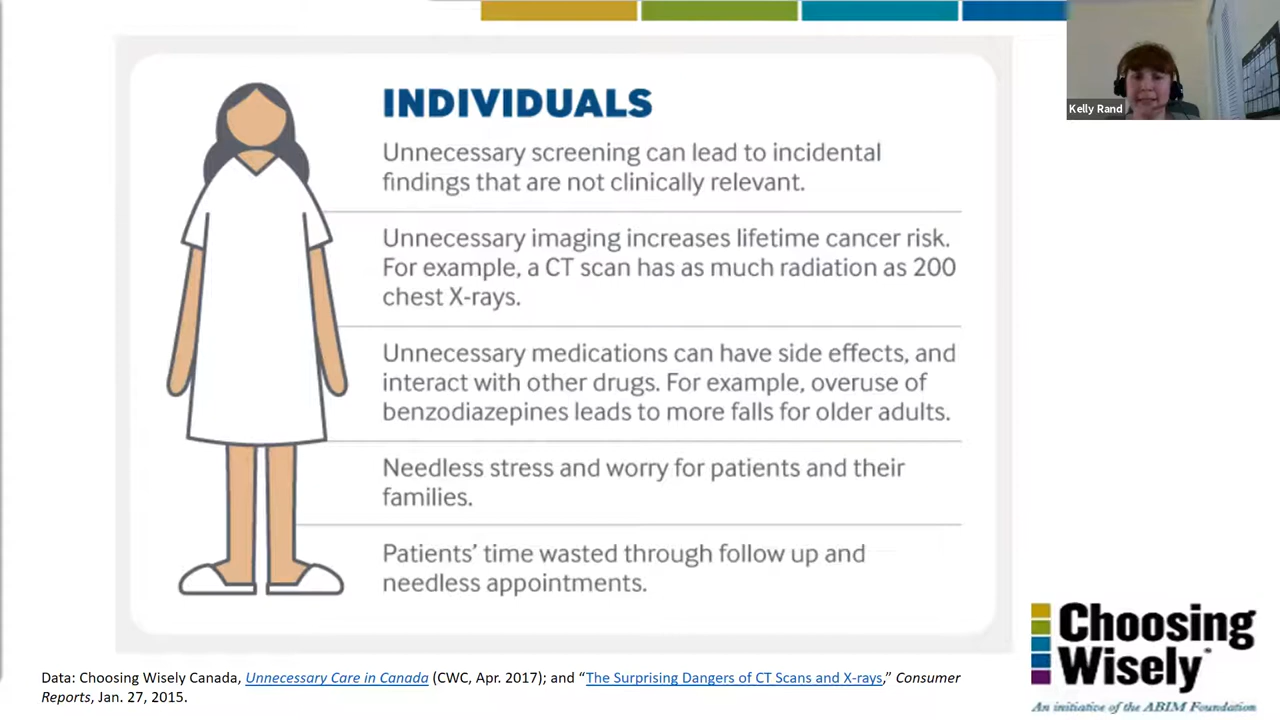 Kelly Rand
INDIVIDUALS
Unnecessary screening can lead to incidental
findings that are not clinically relevant.
Unnecessary imaging increases lifetime cancer risk.
For example, a CT scan has as much radiation as 200
chest X-rays.
Unnecessary medications can have side effects, and
interact with other drugs. For example, overuse of
benzodiazepines leads to more falls for older adults.
Needless stress and worry for patients and their
families.
Patients’ time wasted through follow up and
needless appointments.
Choosing
Wisely™
An initiative of the ABIM Foundation
Data: Choosing Wisely Canada, Unnecessary Care in Canada (CWC, Apr. 2017); and “The Surprising Dangers of CT Scans and X-rays,” Consumer
Reports, Jan. 27, 2015.